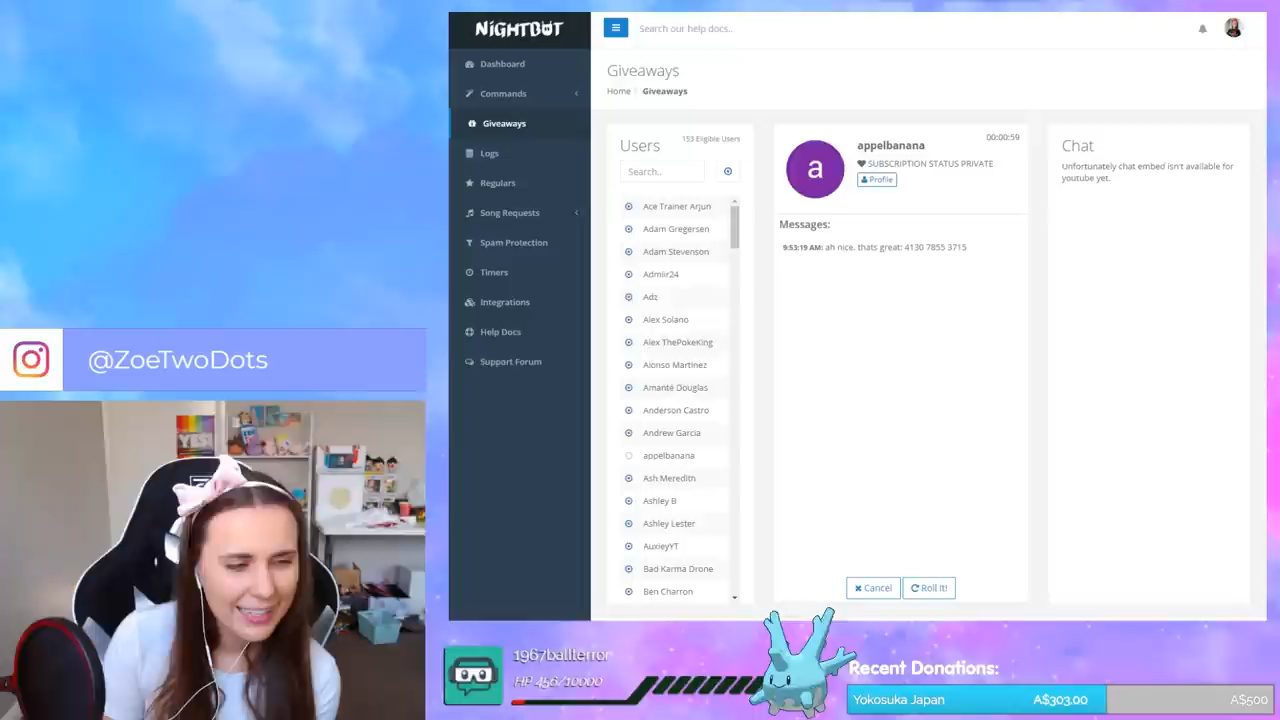 NIGHTBOT
Search our help docs..
Dashboard
Commands
Giveaways
Logs
Regulars
Song Requests
Spam Protection
Timers
Integrations
Help Docs
Support Forum
Giveaways
Home
Giveaways
Users
153 Eligible Users
Search..
Ace Trainer Arjun
Adam Gregersen
Adam Stevenson
Admiir24
Adz
Alex Solano
Alex ThePokeKing
Alonso Martinez
Amanté Douglas
Anderson Castro
Andrew Garcia
appelbanana
Ash Meredith
Ashley B
Ashley Lester
AuxieyYT
Bad Karma Drone
Ben Charron
a
appelbanana
00:00:59
SUBSCRIPTION STATUS PRIVATE
Profile
Messages:
9:53:19 AM: ah nice. thats great: 4130 7855 3715
Cancel
Roll It!
Chat
Unfortunately chat embed isn't available for
youtube yet.
@ZoeTwoDots
YES
1967ballterror
HP 456/10000
Recent Donations:
Yokosuka Japan
A$303.00
A$500